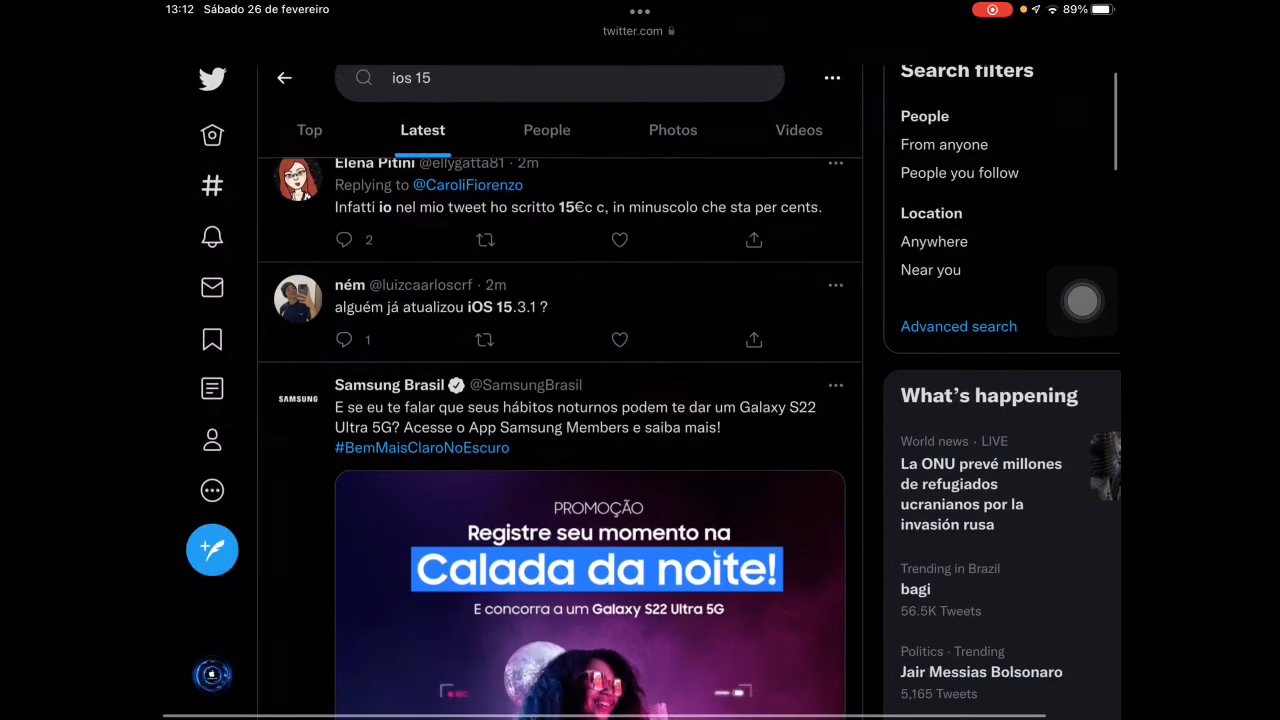 13:12 Sábado 26 de fevereiro
89%
twitter.com
ios 15
Top Latest People Photos Videos
Elena Pitini @ellygatta81 · 2m
Replying to @CaroliFiorenzo
Infatti io nel mio tweet ho scritto 15€c c, in minuscolo che sta per cents.
2
ném @luizcaarloscrf · 2m
alguém já atualizou iOS 15.3.1 ?
1
SAMSUNG
Samsung Brasil @SamsungBrasil
E se eu te falar que seus hábitos noturnos podem te dar um Galaxy S22
Ultra 5G? Acesse o App Samsung Members e saiba mais!
#BemMaisClaroNoEscuro
PROMOÇÃO
Registre seu momento na
Calada da noite!
E concorra a um Galaxy S22 Ultra 5G
Search filters
People
From anyone
People you follow
Location
Anywhere
Near you
Advanced search
What's happening
World news · LIVE
La ONU prevé millones
de refugiados
ucranianos por la
invasión rusa
Trending in Brazil
bagi
56.5K Tweets
Politics · Trending
Jair Messias Bolsonaro
5,165 Tweets